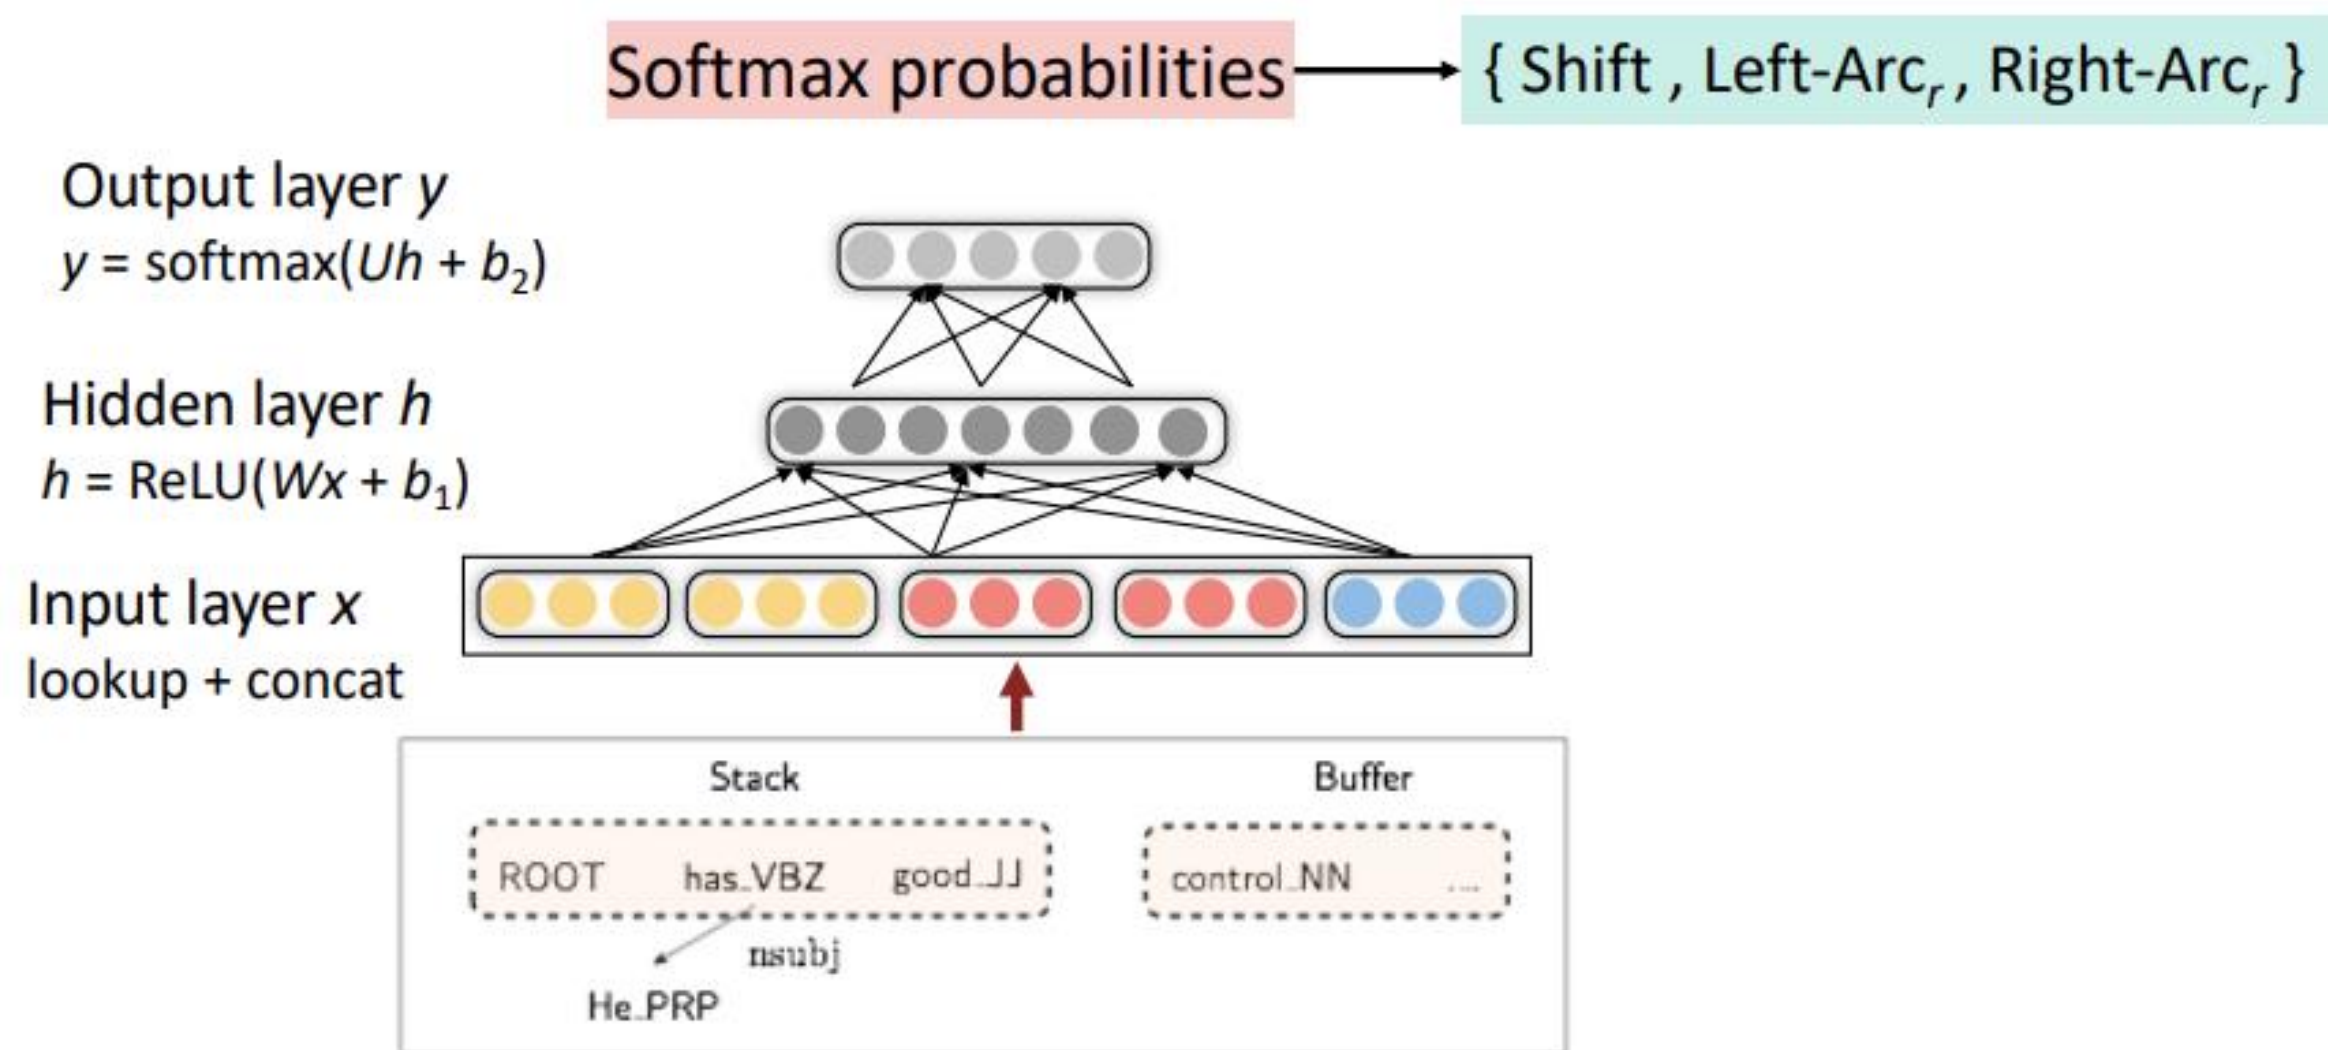 Softmax probabilities { Shift , Left-Arcᵣ , Right-Arcᵣ }
Output layer y
y = softmax(Uh + b₂)
Hidden layer h
h = ReLU(Wx + b₁)
Input layer x
lookup + concat
Stack Buffer
ROOT has_VBZ good_JJ control_NN ...
nsubj
He_PRP